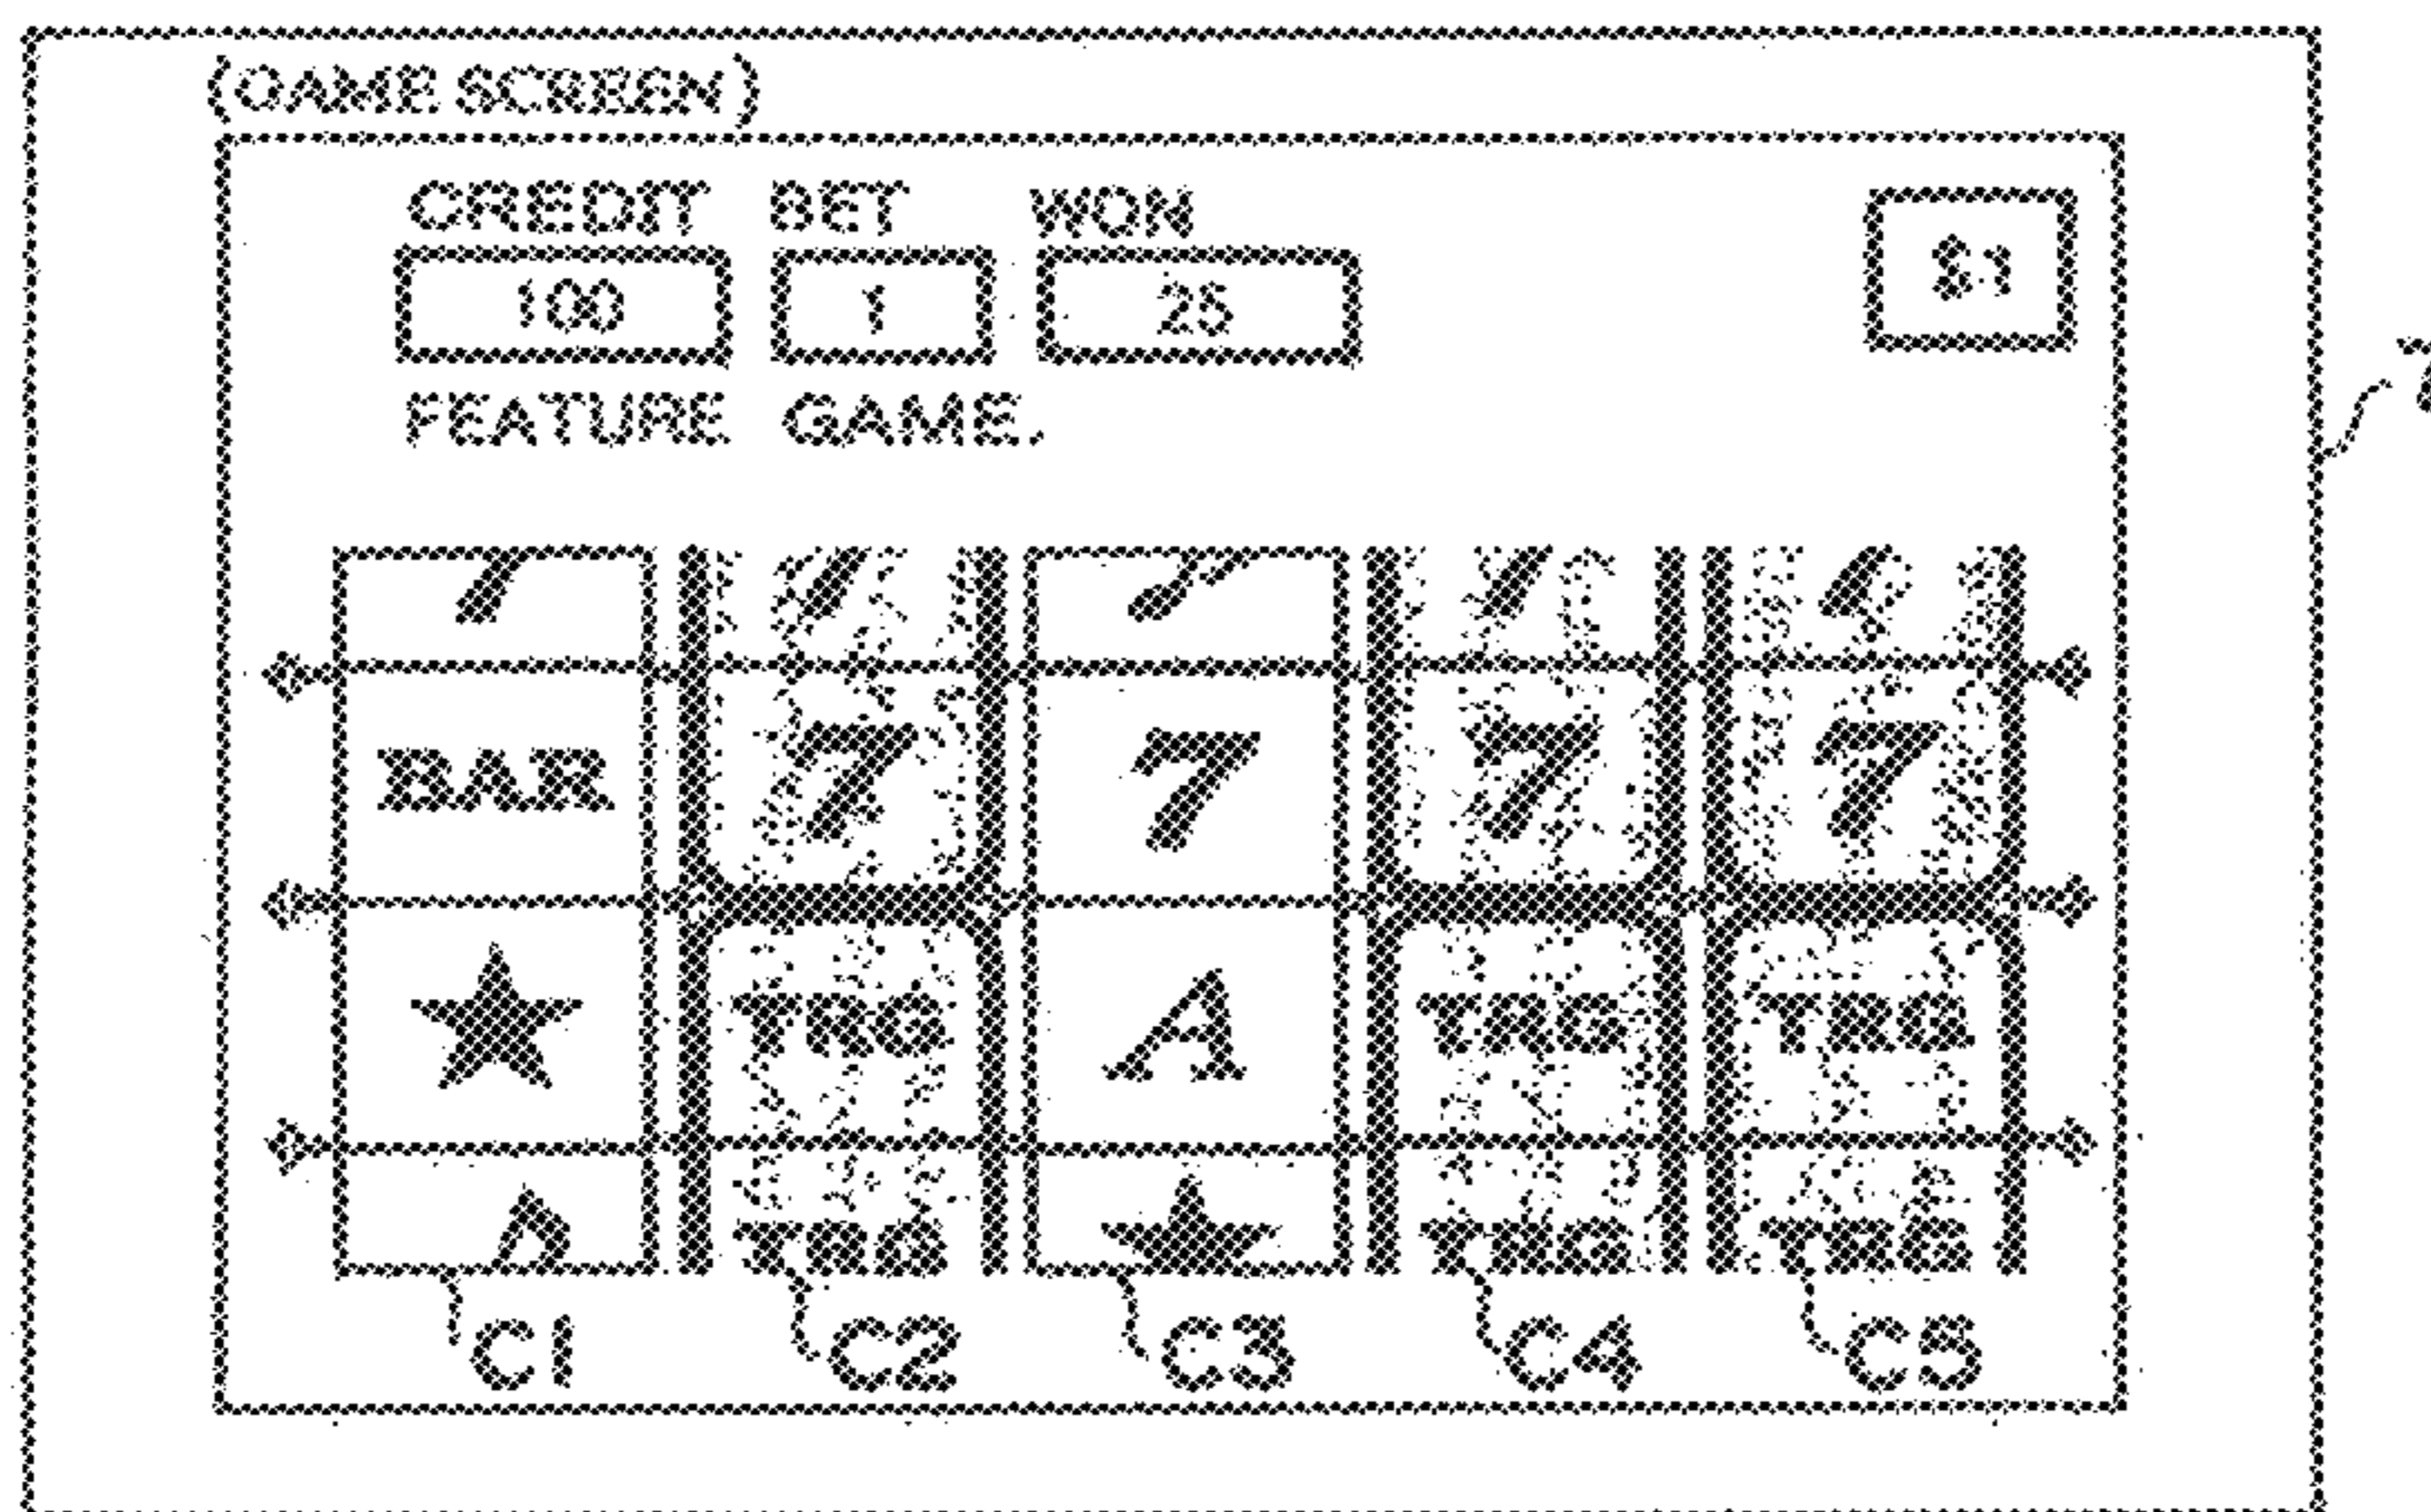 (GAME SCREEN)
CREDIT BET WON
100 1 25 $.1
FEATURE GAME.
7 7 7 7 7
BAR 7 7 7 7
TRG A TRG TRG
TRG TRG TRG
C1 C2 C3 C4 C5